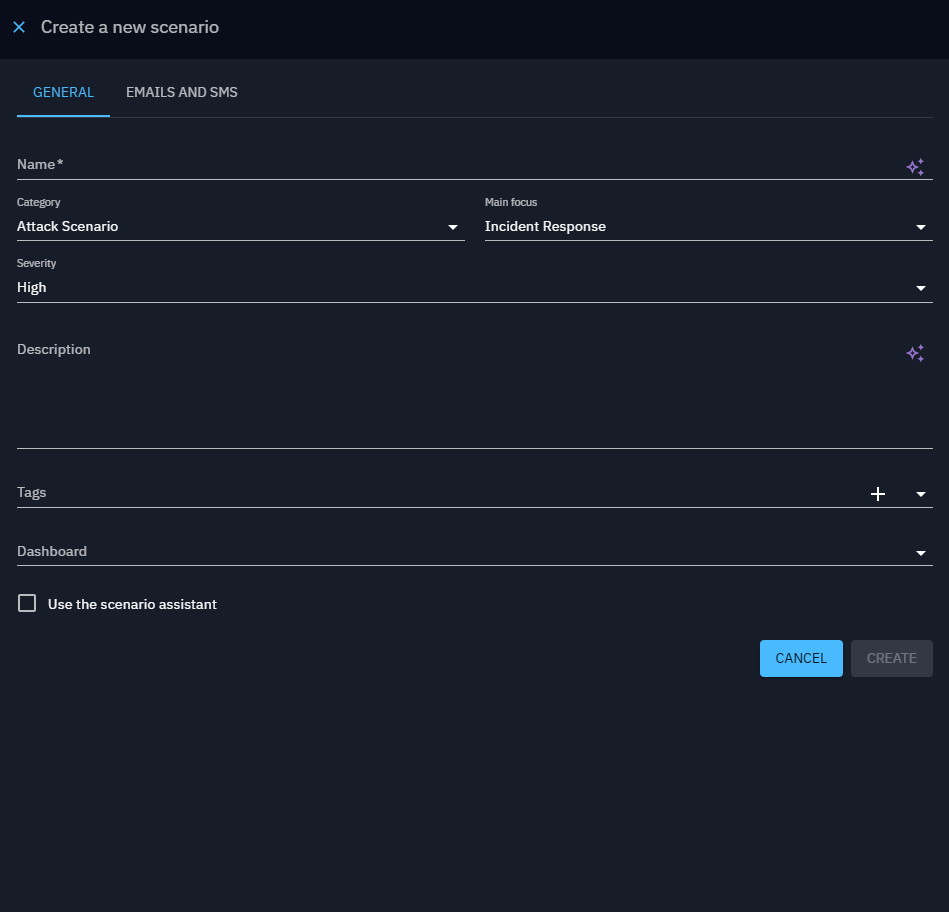 Create a new scenario
GENERAL
EMAILS AND SMS
Name*
Category
Main focus
Attack Scenario
Incident Response
Severity
High
Description
Tags
Dashboard
Use the scenario assistant
CANCEL
CREATE